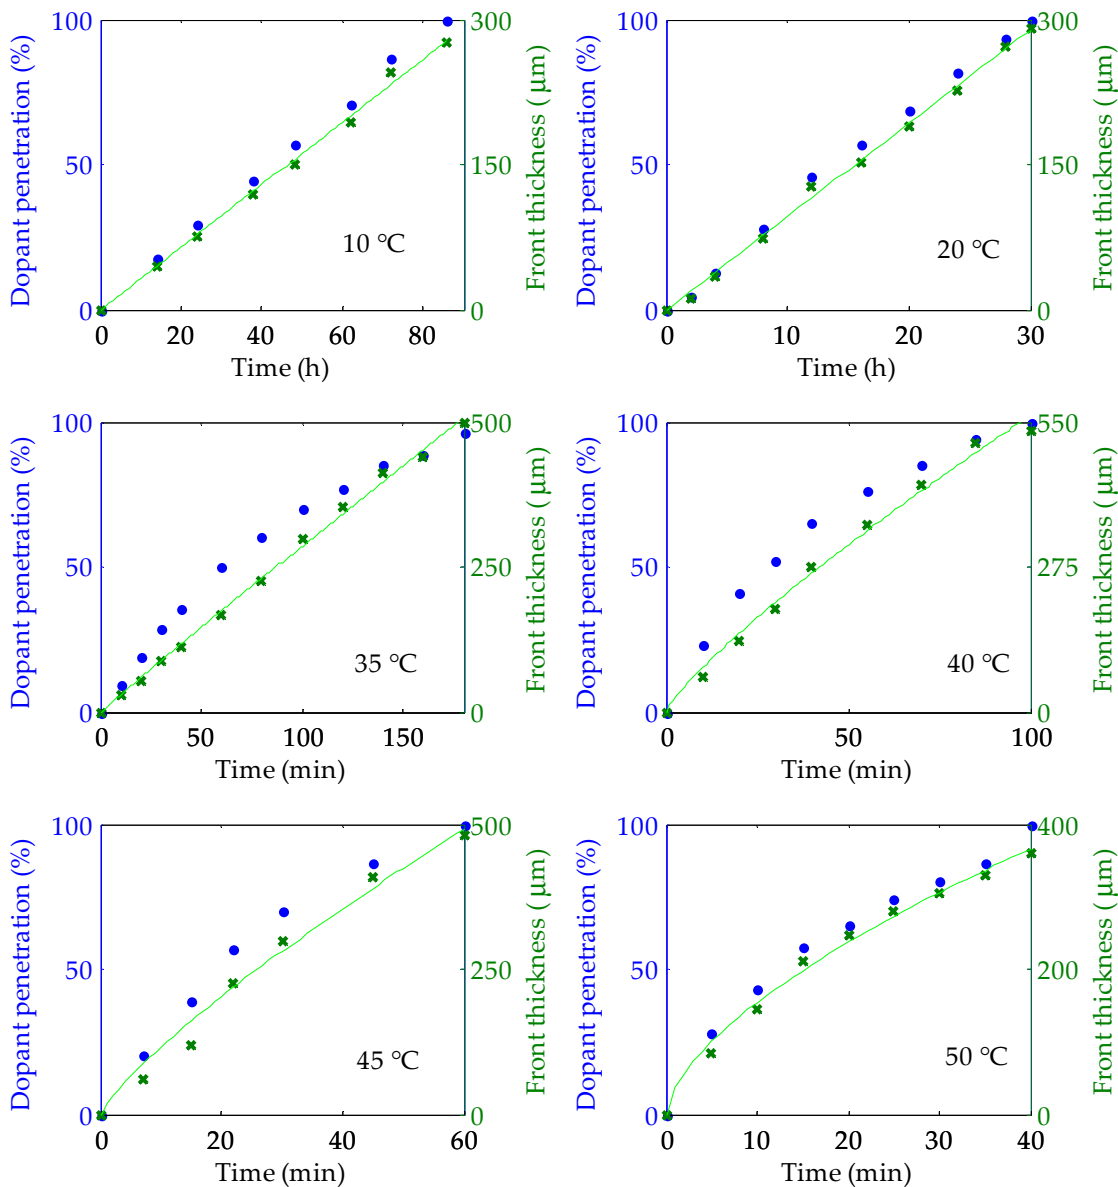 Dopant penetration (%)
100
50
0
0 20 40 60 80
Time (h)
10 °C
300
150
0
Front thickness ( μm)
Dopant penetration (%)
100
50
0
0 10 20 30
Time (h)
20 °C
300
150
0
Front thickness ( μm)
Dopant penetration (%)
100
50
0
0 50 100 150
Time (min)
35 °C
500
250
0
Front thickness ( μm)
Dopant penetration (%)
100
50
0
0 50 100
Time (min)
40 °C
550
275
0
Front thickness ( μm)
Dopant penetration (%)
100
50
0
0 20 40 60
Time (min)
45 °C
500
250
0
Front thickness ( μm)
Dopant penetration (%)
100
50
0
0 10 20 30 40
Time (min)
50 °C
400
200
0
Front thickness ( μm)